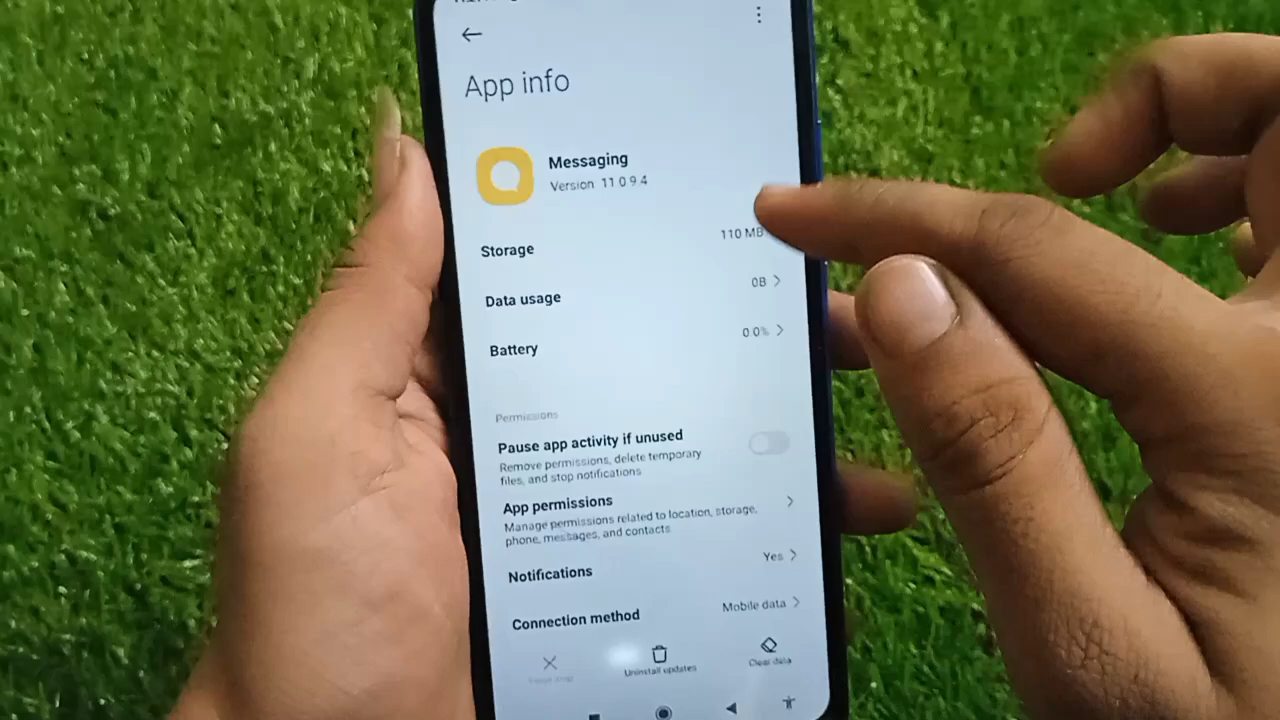 App info
Messaging
Version 11 0 9 4
Storage
110 MB
Data usage
0B
Battery
0 0%
Permissions
Pause app activity if unused
Remove permissions, delete temporary
files, and stop notifications
App permissions
Manage permissions related to location, storage,
phone, messages, and contacts
Notifications
Yes
Connection method
Mobile data
Uninstall updates
Clear data